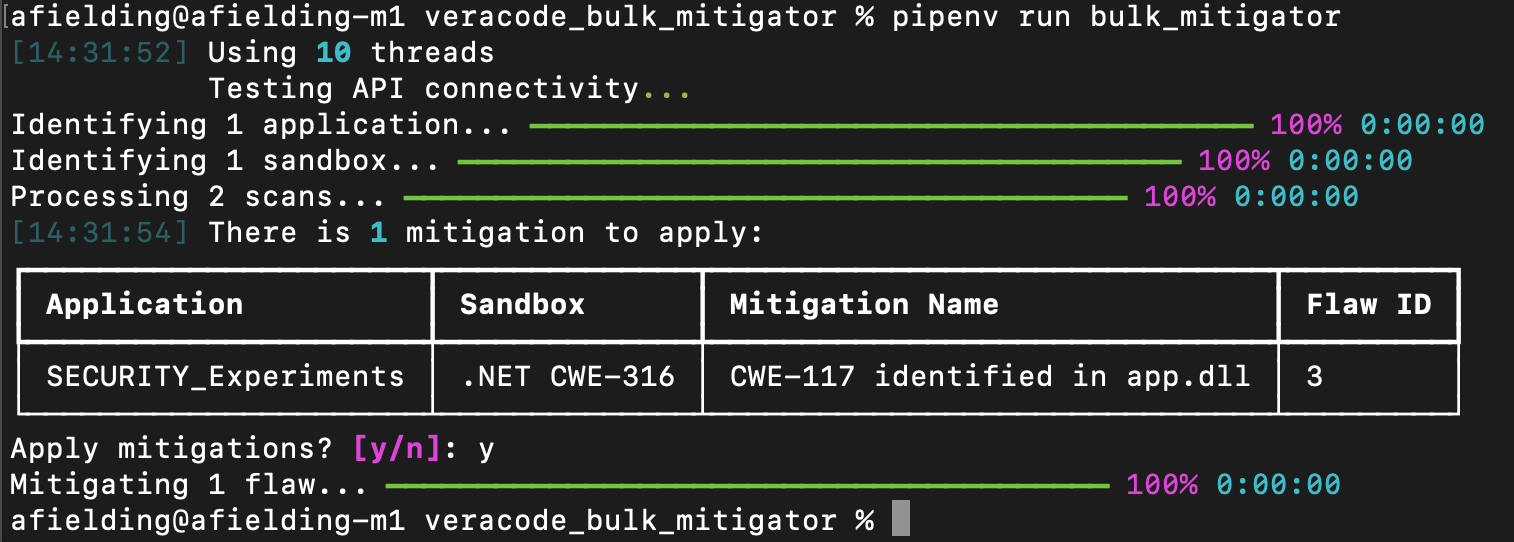 [afielding@afielding-m1 veracode_bulk_mitigator % pipenv run bulk_mitigator
[14:31:52] Using 10 threads
Testing API connectivity...
Identifying 1 application... 100% 0:00:00
Identifying 1 sandbox... 100% 0:00:00
Processing 2 scans... 100% 0:00:00
[14:31:54] There is 1 mitigation to apply:
Application Sandbox Mitigation Name Flaw ID
SECURITY_Experiments .NET CWE-316 CWE-117 identified in app.dll 3
Apply mitigations? [y/n]: y
Mitigating 1 flaw... 100% 0:00:00
afielding@afielding-m1 veracode_bulk_mitigator %